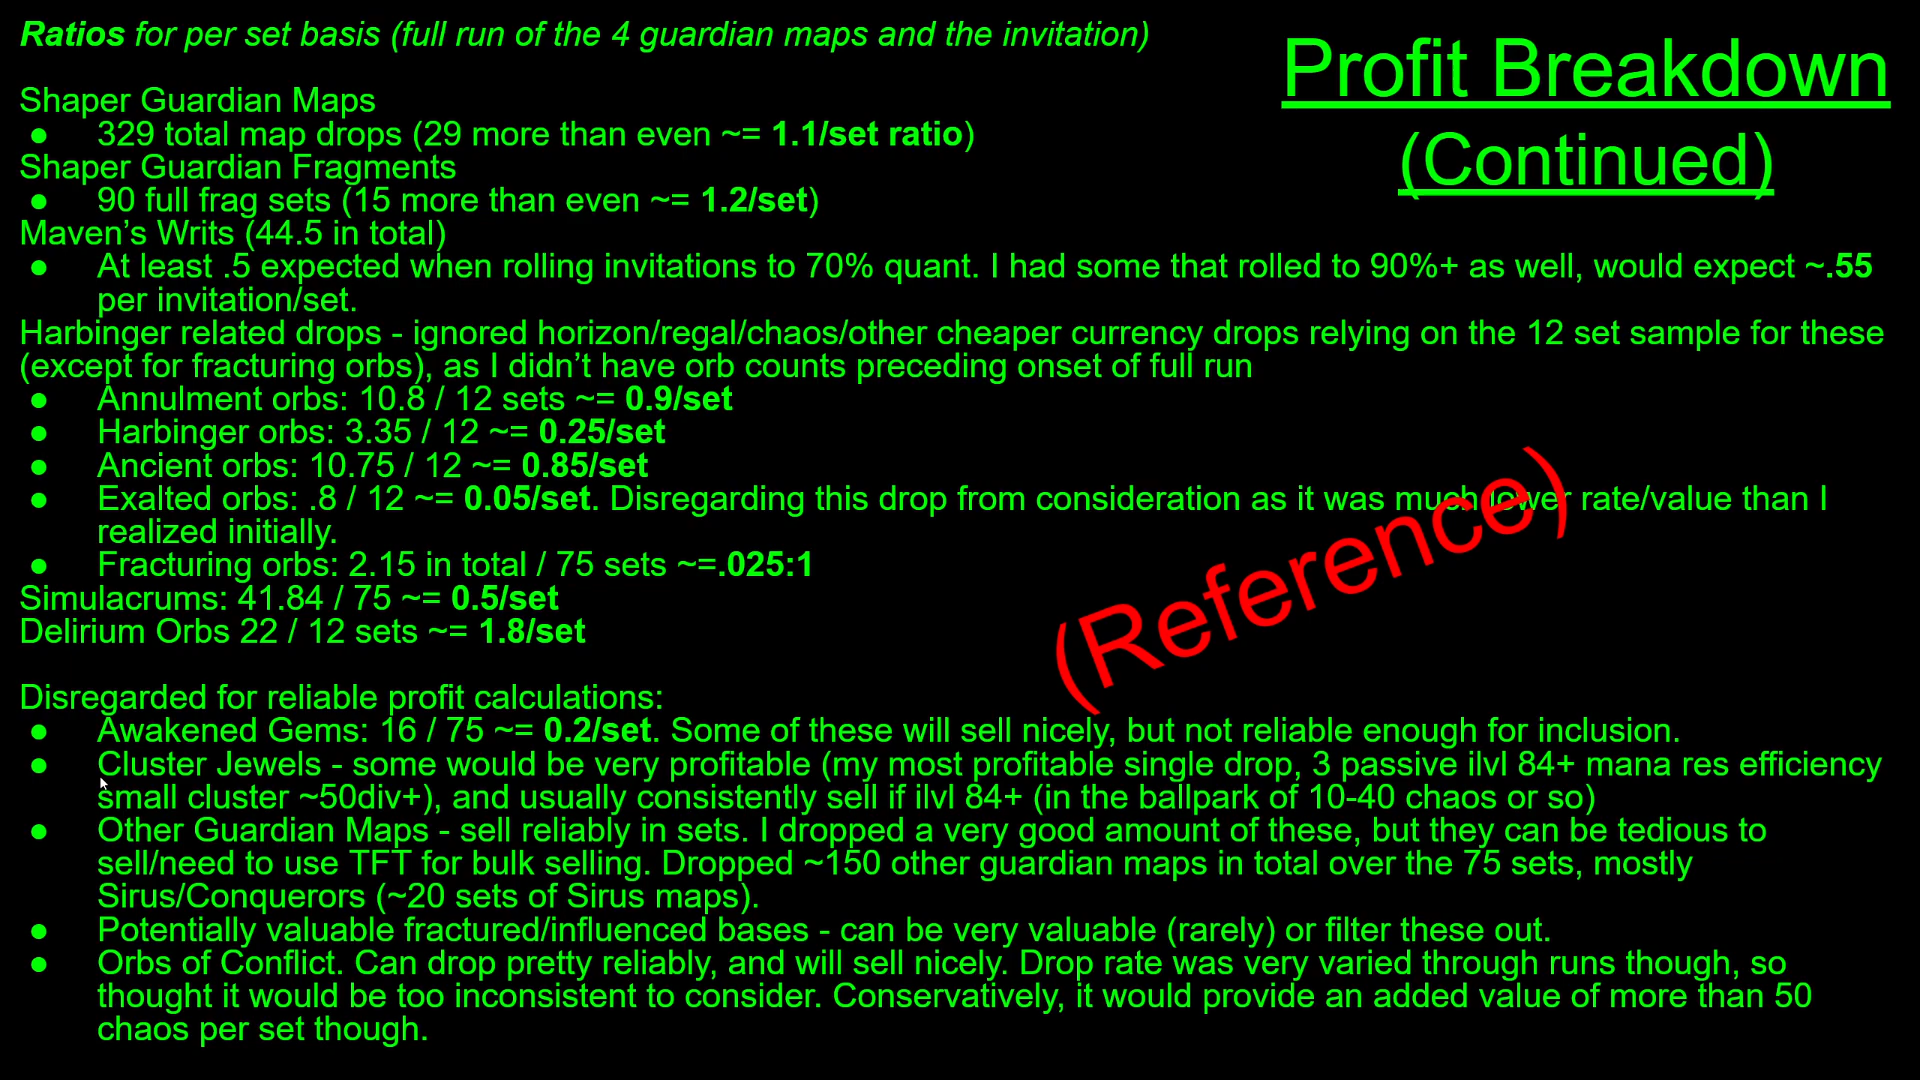 Ratios for per set basis (full run of the 4 guardian maps and the invitation)
Profit Breakdown
(Continued)
Shaper Guardian Maps
● 329 total map drops (29 more than even ~= 1.1/set ratio)
Shaper Guardian Fragments
● 90 full frag sets (15 more than even ~= 1.2/set)
Maven’s Writs (44.5 in total)
● At least .5 expected when rolling invitations to 70% quant. I had some that rolled to 90%+ as well, would expect ~.55
per invitation/set.
Harbinger related drops - ignored horizon/regal/chaos/other cheaper currency drops relying on the 12 set sample for these
(except for fracturing orbs), as I didn’t have orb counts preceding onset of full run
● Annulment orbs: 10.8 / 12 sets ~= 0.9/set
● Harbinger orbs: 3.35 / 12 ~= 0.25/set
● Ancient orbs: 10.75 / 12 ~= 0.85/set
● Exalted orbs: .8 / 12 ~= 0.05/set. Disregarding this drop from consideration as it was much lower rate/value than I
realized initially.
● Fracturing orbs: 2.15 in total / 75 sets ~=.025:1
Simulacrums: 41.84 / 75 ~= 0.5/set
Delirium Orbs 22 / 12 sets ~= 1.8/set
(Reference)
Disregarded for reliable profit calculations:
● Awakened Gems: 16 / 75 ~= 0.2/set. Some of these will sell nicely, but not reliable enough for inclusion.
● Cluster Jewels - some would be very profitable (my most profitable single drop, 3 passive ilvl 84+ mana res efficiency
small cluster ~50div+), and usually consistently sell if ilvl 84+ (in the ballpark of 10-40 chaos or so)
● Other Guardian Maps - sell reliably in sets. I dropped a very good amount of these, but they can be tedious to
sell/need to use TFT for bulk selling. Dropped ~150 other guardian maps in total over the 75 sets, mostly
Sirus/Conquerors (~20 sets of Sirus maps).
● Potentially valuable fractured/influenced bases - can be very valuable (rarely) or filter these out.
● Orbs of Conflict. Can drop pretty reliably, and will sell nicely. Drop rate was very varied through runs though, so
thought it would be too inconsistent to consider. Conservatively, it would provide an added value of more than 50
chaos per set though.